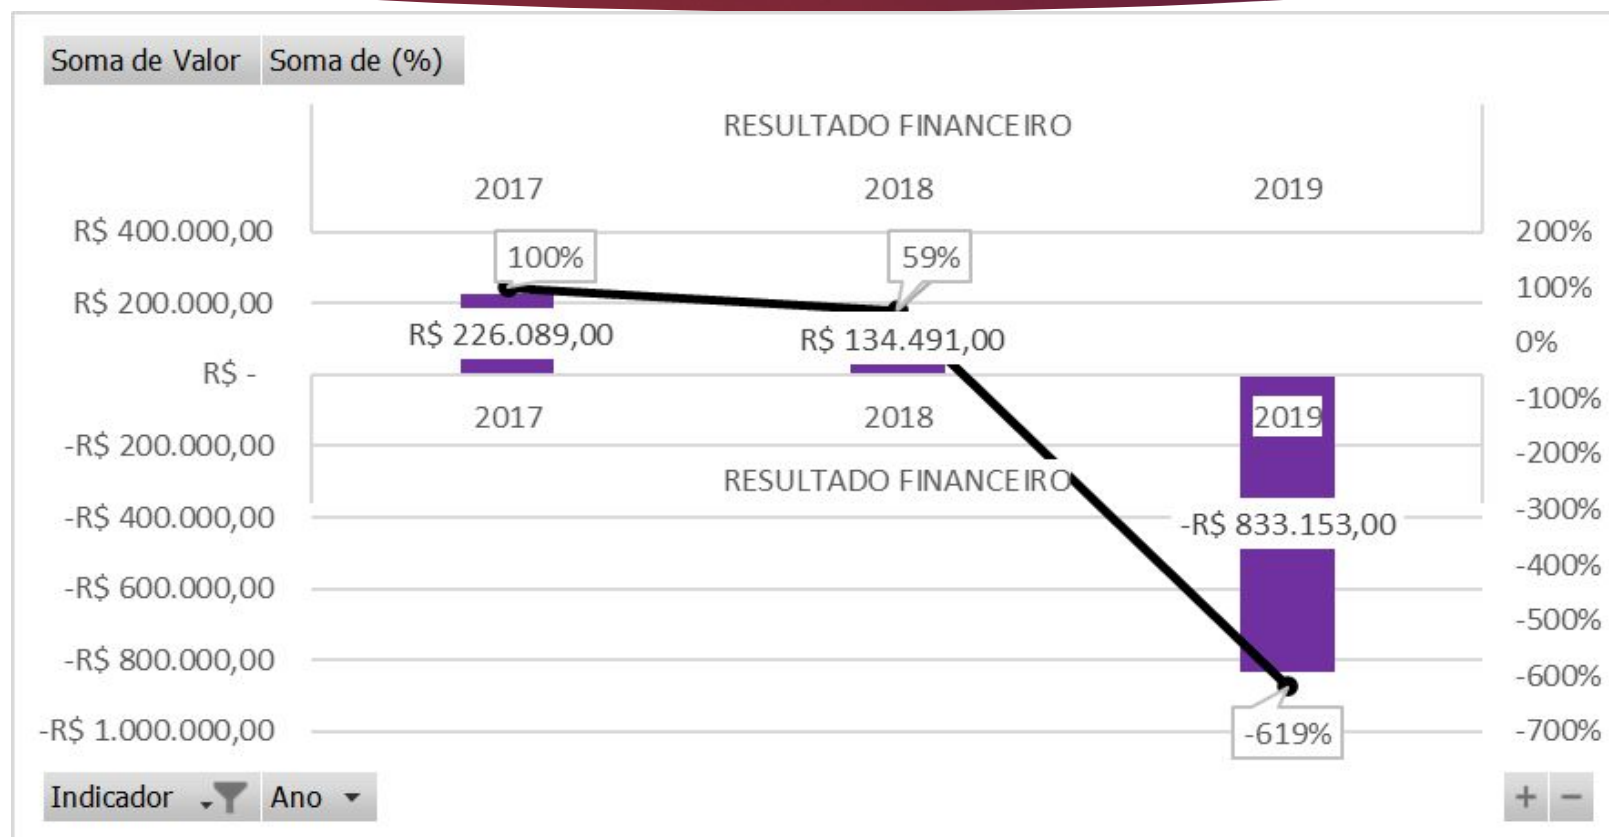 Soma de Valor Soma de (%)
RESULTADO FINANCEIRO
2017 2018 2019
R$ 400.000,00 200%
100% 59%
R$ 200.000,00 100%
R$ 226.089,00 R$ 134.491,00 0%
R$ -
2017 2018 2019 -100%
-R$ 200.000,00 -200%
RESULTADO FINANCEIRO
-R$ 400.000,00 -R$ 833.153,00 -300%
-400%
-R$ 600.000,00
-500%
-R$ 800.000,00 -600%
-R$ 1.000.000,00 -619% -700%
Indicador Ano + −